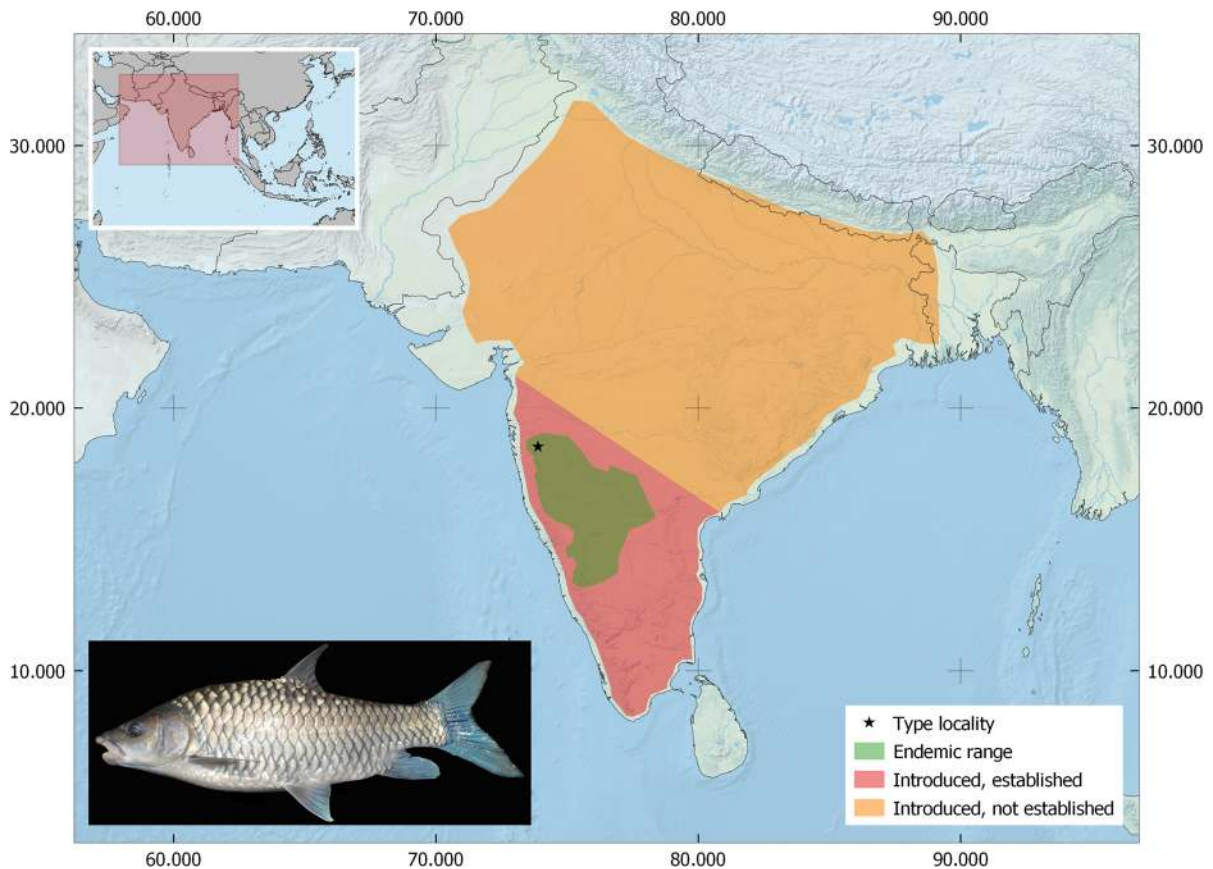 60.000 70.000 80.000 90.000
30.000 30.000
20.000 20.000
10.000 10.000
★ Type locality
Endemic range
Introduced, established
Introduced, not established
60.000 70.000 80.000 90.000